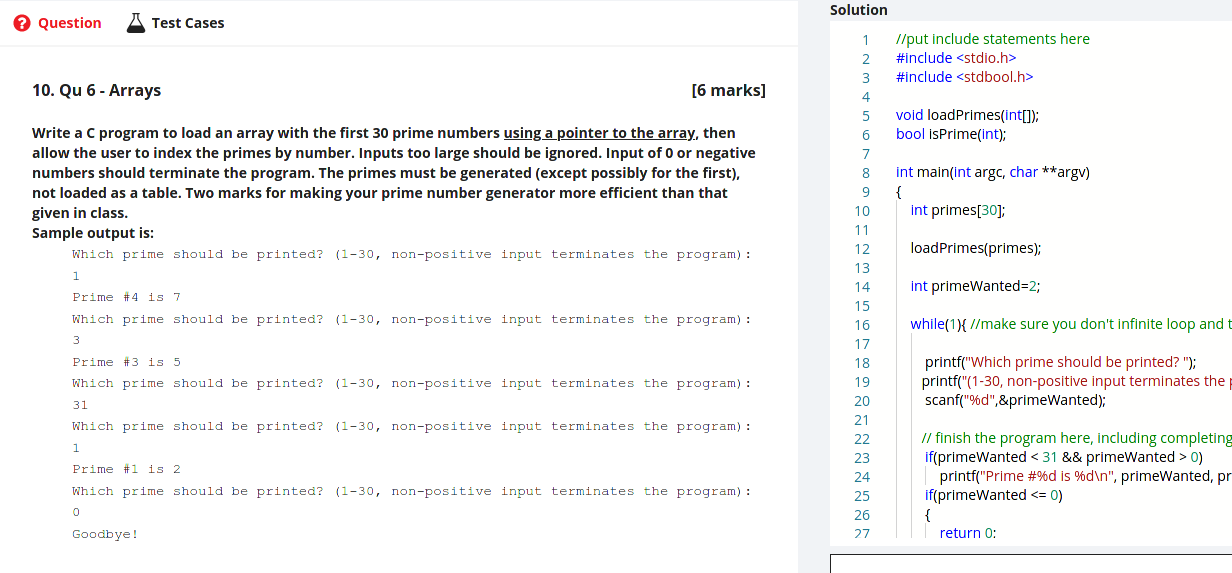 Question
Test Cases
10. Qu 6 - Arrays [6 marks]
Write a C program to load an array with the first 30 prime numbers using a pointer to the array, then
allow the user to index the primes by number. Inputs too large should be ignored. Input of 0 or negative
numbers should terminate the program. The primes must be generated (except possibly for the first),
not loaded as a table. Two marks for making your prime number generator more efficient than that
given in class.
Sample output is:
Which prime should be printed? (1-30, non-positive input terminates the program):
1
Prime #4 is 7
Which prime should be printed? (1-30, non-positive input terminates the program):
3
Prime #3 is 5
Which prime should be printed? (1-30, non-positive input terminates the program):
31
Which prime should be printed? (1-30, non-positive input terminates the program):
1
Prime #1 is 2
Which prime should be printed? (1-30, non-positive input terminates the program):
0
Goodbye!
Solution
1 //put include statements here
2 #include <stdio.h>
3 #include <stdbool.h>
4
5 void loadPrimes(int[]);
6 bool isPrime(int);
7
8 int main(int argc, char **argv)
9 {
10 int primes[30];
11
12 loadPrimes(primes);
13
14 int primeWanted=2;
15
16 while(1){ //make sure you don't infinite loop and t
17
18 printf("Which prime should be printed? ");
19 printf("(1-30, non-positive input terminates the p
20 scanf("%d",&primeWanted);
21
22 // finish the program here, including completing
23 if(primeWanted < 31 && primeWanted > 0)
24 printf("Prime #%d is %d\n", primeWanted, pr
25 if(primeWanted <= 0)
26 {
27 return 0;